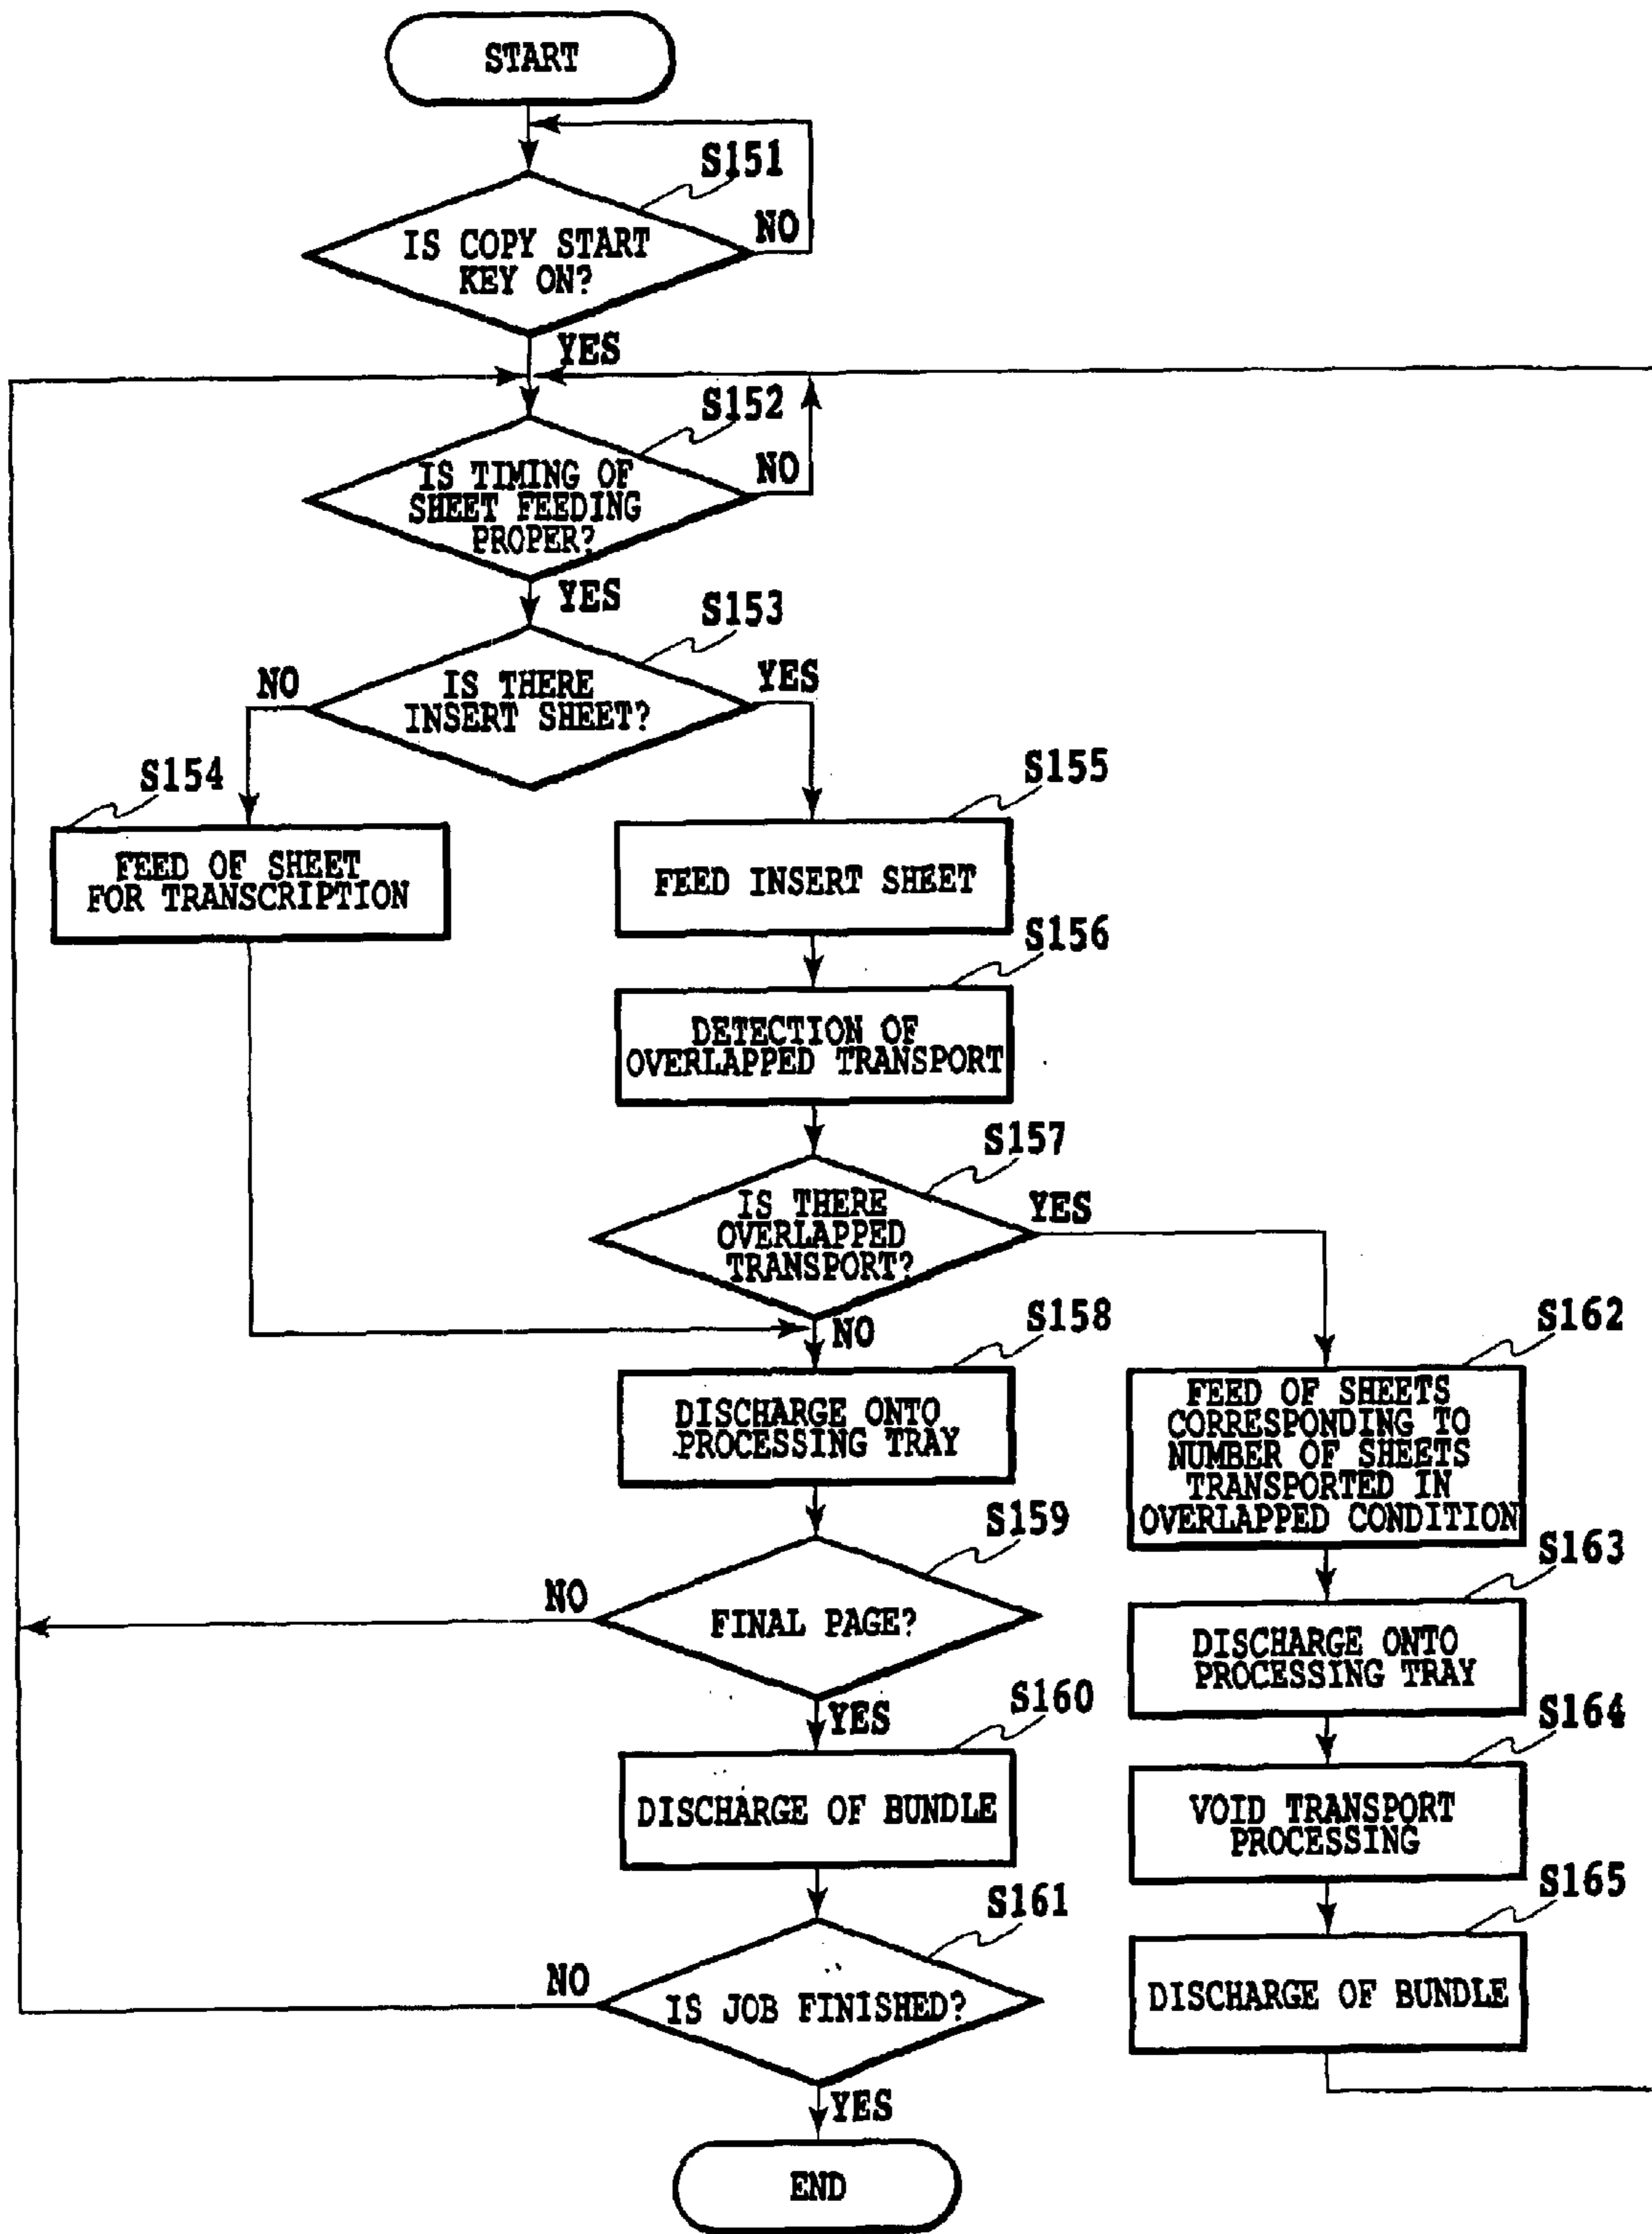 START
S151
IS COPY START
KEY ON?
NO
YES
S152
IS TIMING OF
SHEET FEEDING
PROPER?
NO
YES
S153
IS THERE
INSERT SHEET?
NO
YES
S154
FEED OF SHEET
FOR TRANSCRIPTION
S155
FEED INSERT SHEET
S156
DETECTION OF
OVERLAPPED TRANSPORT
S157
IS THERE
OVERLAPPED
TRANSPORT?
YES
NO
S158
DISCHARGE ONTO
PROCESSING TRAY
S159
FINAL PAGE?
NO
YES
S160
DISCHARGE OF BUNDLE
S161
IS JOB FINISHED?
NO
YES
END
S162
FEED OF SHEETS
CORRESPONDING TO
NUMBER OF SHEETS
TRANSPORTED IN
OVERLAPPED CONDITION
S163
DISCHARGE ONTO
PROCESSING TRAY
S164
VOID TRANSPORT
PROCESSING
S165
DISCHARGE OF BUNDLE